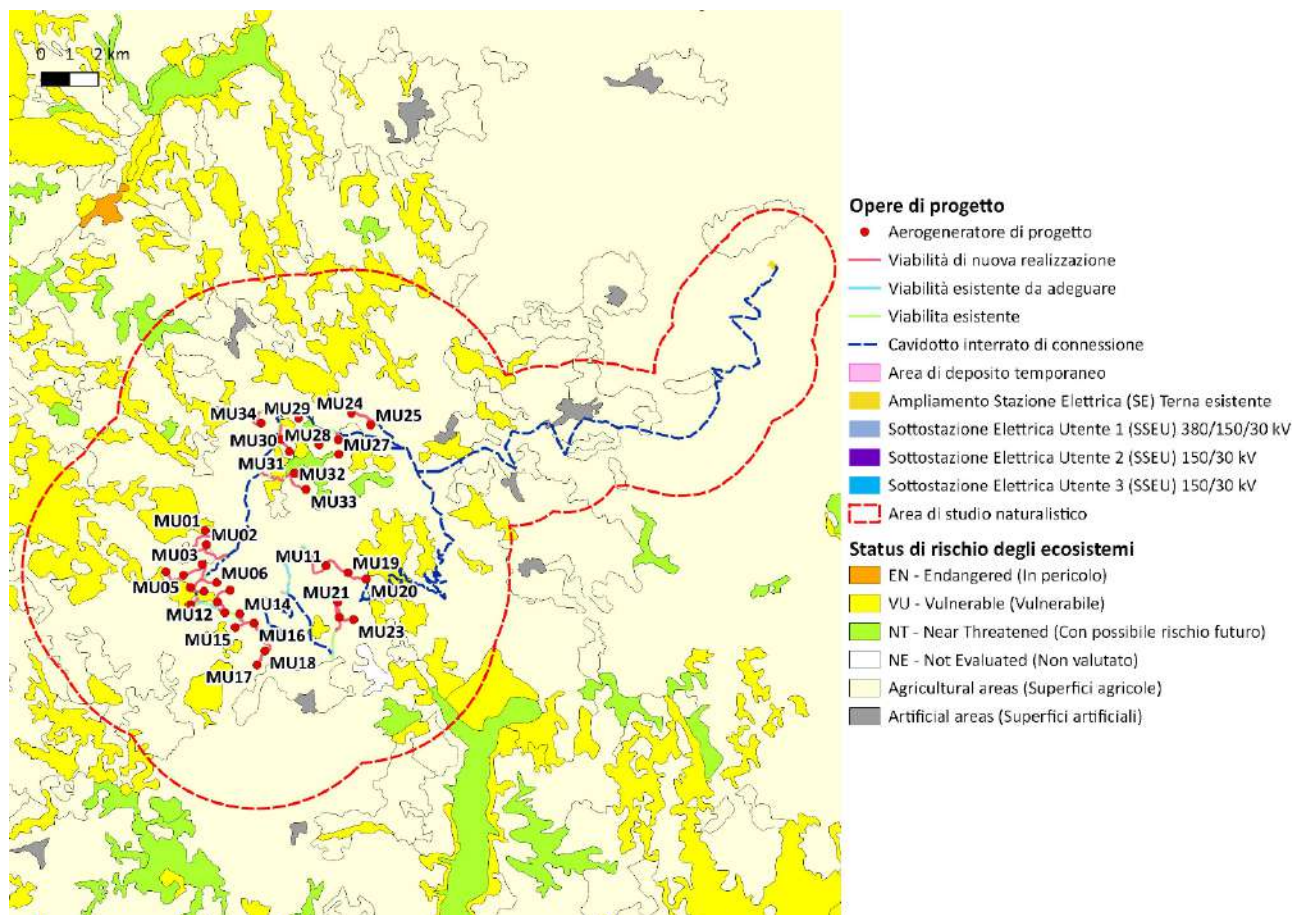 0 1 2 km
MU34
MU29
MU24
MU25
MU30
MU28
MU27
MU31
MU32
MU33
MU01
MU02
MU03
MU05
MU06
MU11
MU19
MU20
MU12
MU14
MU21
MU15
MU16
MU23
MU17
MU18
Opere di progetto
Aerogeneratore di progetto
Viabilità di nuova realizzazione
Viabilità esistente da adeguare
Viabilita esistente
Cavidotto interrato di connessione
Area di deposito temporaneo
Ampliamento Stazione Elettrica (SE) Terna esistente
Sottostazione Elettrica Utente 1 (SSEU) 380/150/30 kV
Sottostazione Elettrica Utente 2 (SSEU) 150/30 kV
Sottostazione Elettrica Utente 3 (SSEU) 150/30 kV
Area di studio naturalistico
Status di rischio degli ecosistemi
EN - Endangered (In pericolo)
VU - Vulnerable (Vulnerabile)
NT - Near Threatened (Con possibile rischio futuro)
NE - Not Evaluated (Non valutato)
Agricultural areas (Superfici agricole)
Artificial areas (Superfici artificiali)